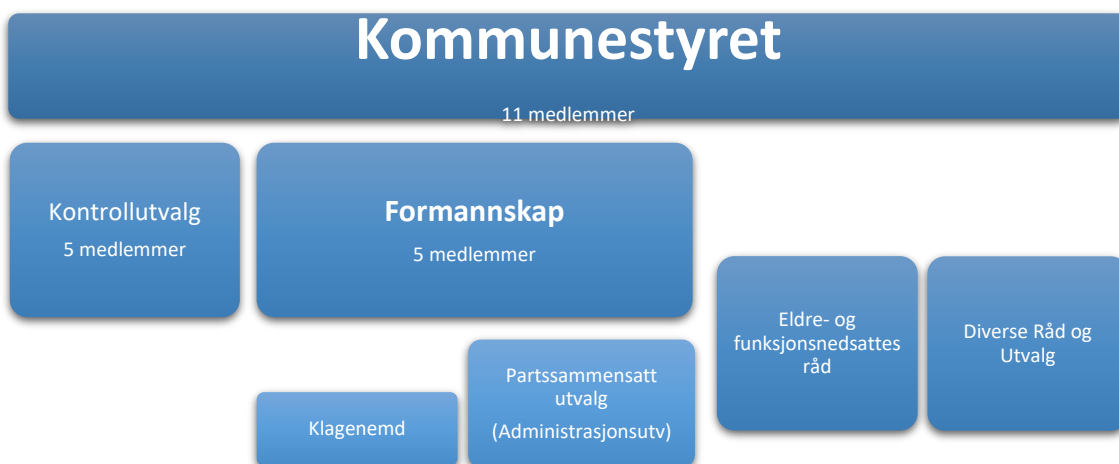 Kommunestyret
11 medlemmer
Kontrollutvalg
5 medlemmer
Formannskap
5 medlemmer
Eldre- og
funksjonsnedsattes
råd
Diverse Råd og
Utvalg
Klagenemd
Partssammensatt
utvalg
(Administrasjonsutv)